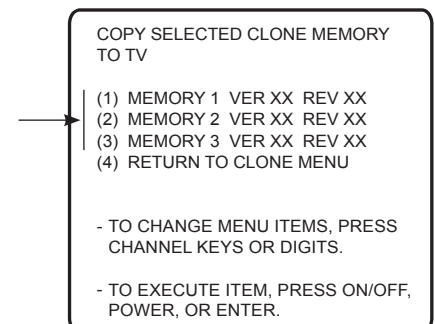 COPY SELECTED CLONE MEMORY
TO TV
(1) MEMORY 1 VER XX REV XX
(2) MEMORY 2 VER XX REV XX
(3) MEMORY 3 VER XX REV XX
(4) RETURN TO CLONE MENU
- TO CHANGE MENU ITEMS, PRESS
CHANNEL KEYS OR DIGITS.
- TO EXECUTE ITEM, PRESS ON/OFF,
POWER, OR ENTER.